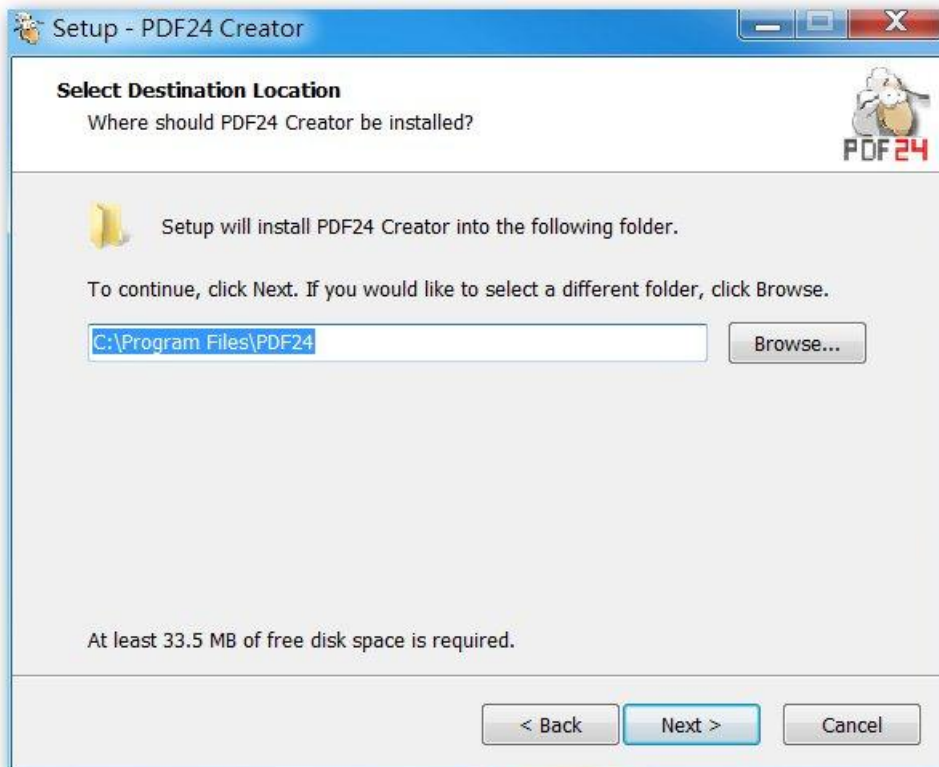 Setup - PDF24 Creator
Select Destination Location
Where should PDF24 Creator be installed?
PDF24
Setup will install PDF24 Creator into the following folder.
To continue, click Next. If you would like to select a different folder, click Browse.
C:\Program Files\PDF24
Browse...
At least 33.5 MB of free disk space is required.
< Back
Next >
Cancel